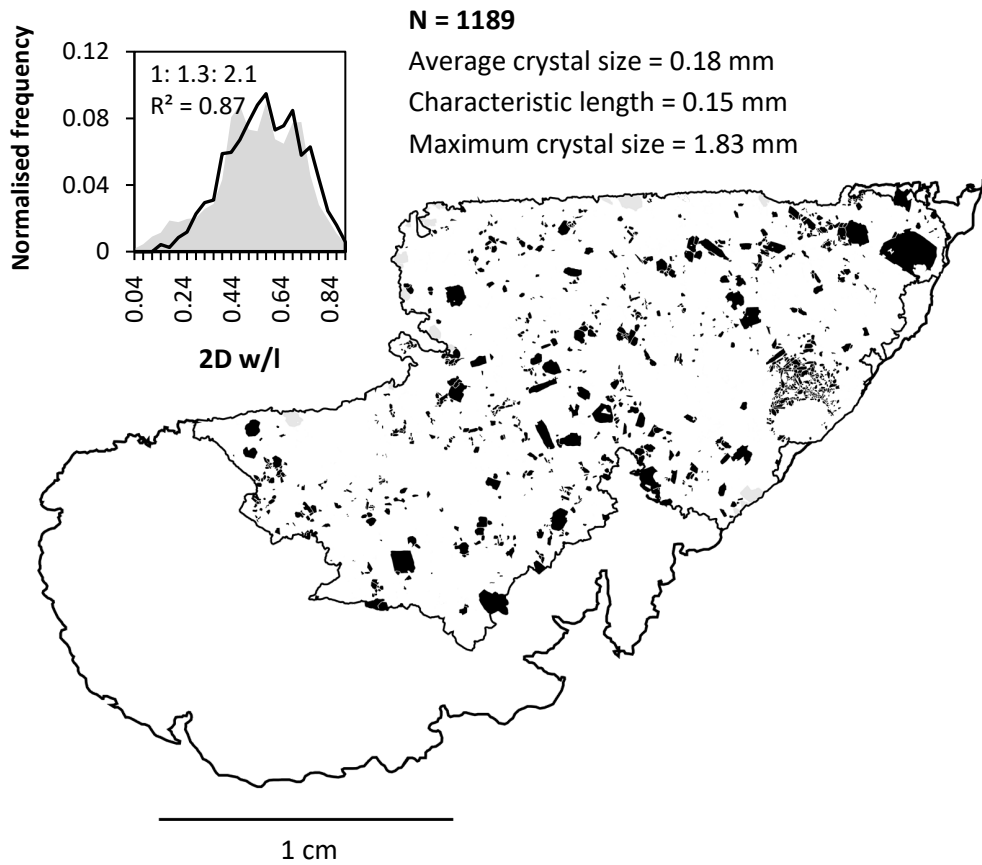 N = 1189
Average crystal size = 0.18 mm
Characteristic length = 0.15 mm
Maximum crystal size = 1.83 mm
Normalised frequency
0.12
0.08
0.04
0
1: 1.3: 2.1
R² = 0.87
0.04
0.24
0.44
0.64
0.84
2D w/l
1 cm